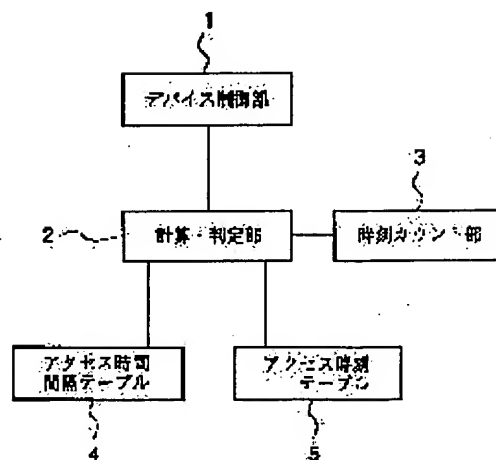 1
デバイス制御部
3
2
計算・判定部
時刻カウント部
アクセス時間
間隔テーブル
アクセス時刻
テーブル
4
5